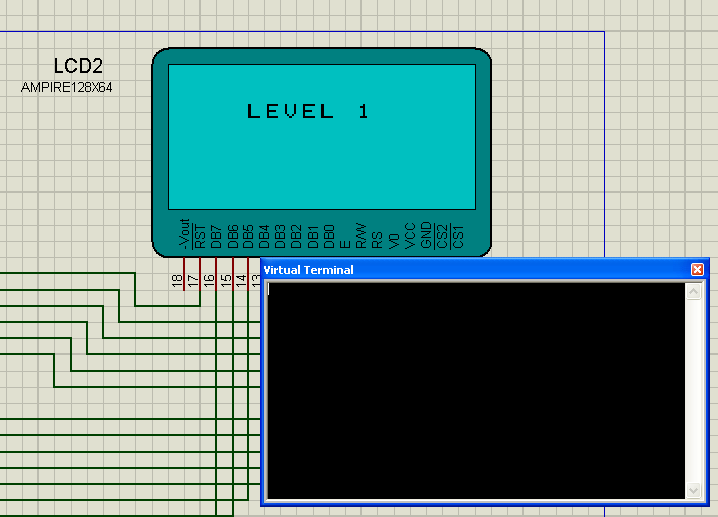 LCD2
AMPIRE128X64
LEVEL 1
-Vout
RST
DB7
DB6
DB5
DB4
DB3
DB2
DB1
DB0
E
R/W
RS
V0
VCC
GND
CS2
CS1
18
17
16
15
14
Virtual Terminal